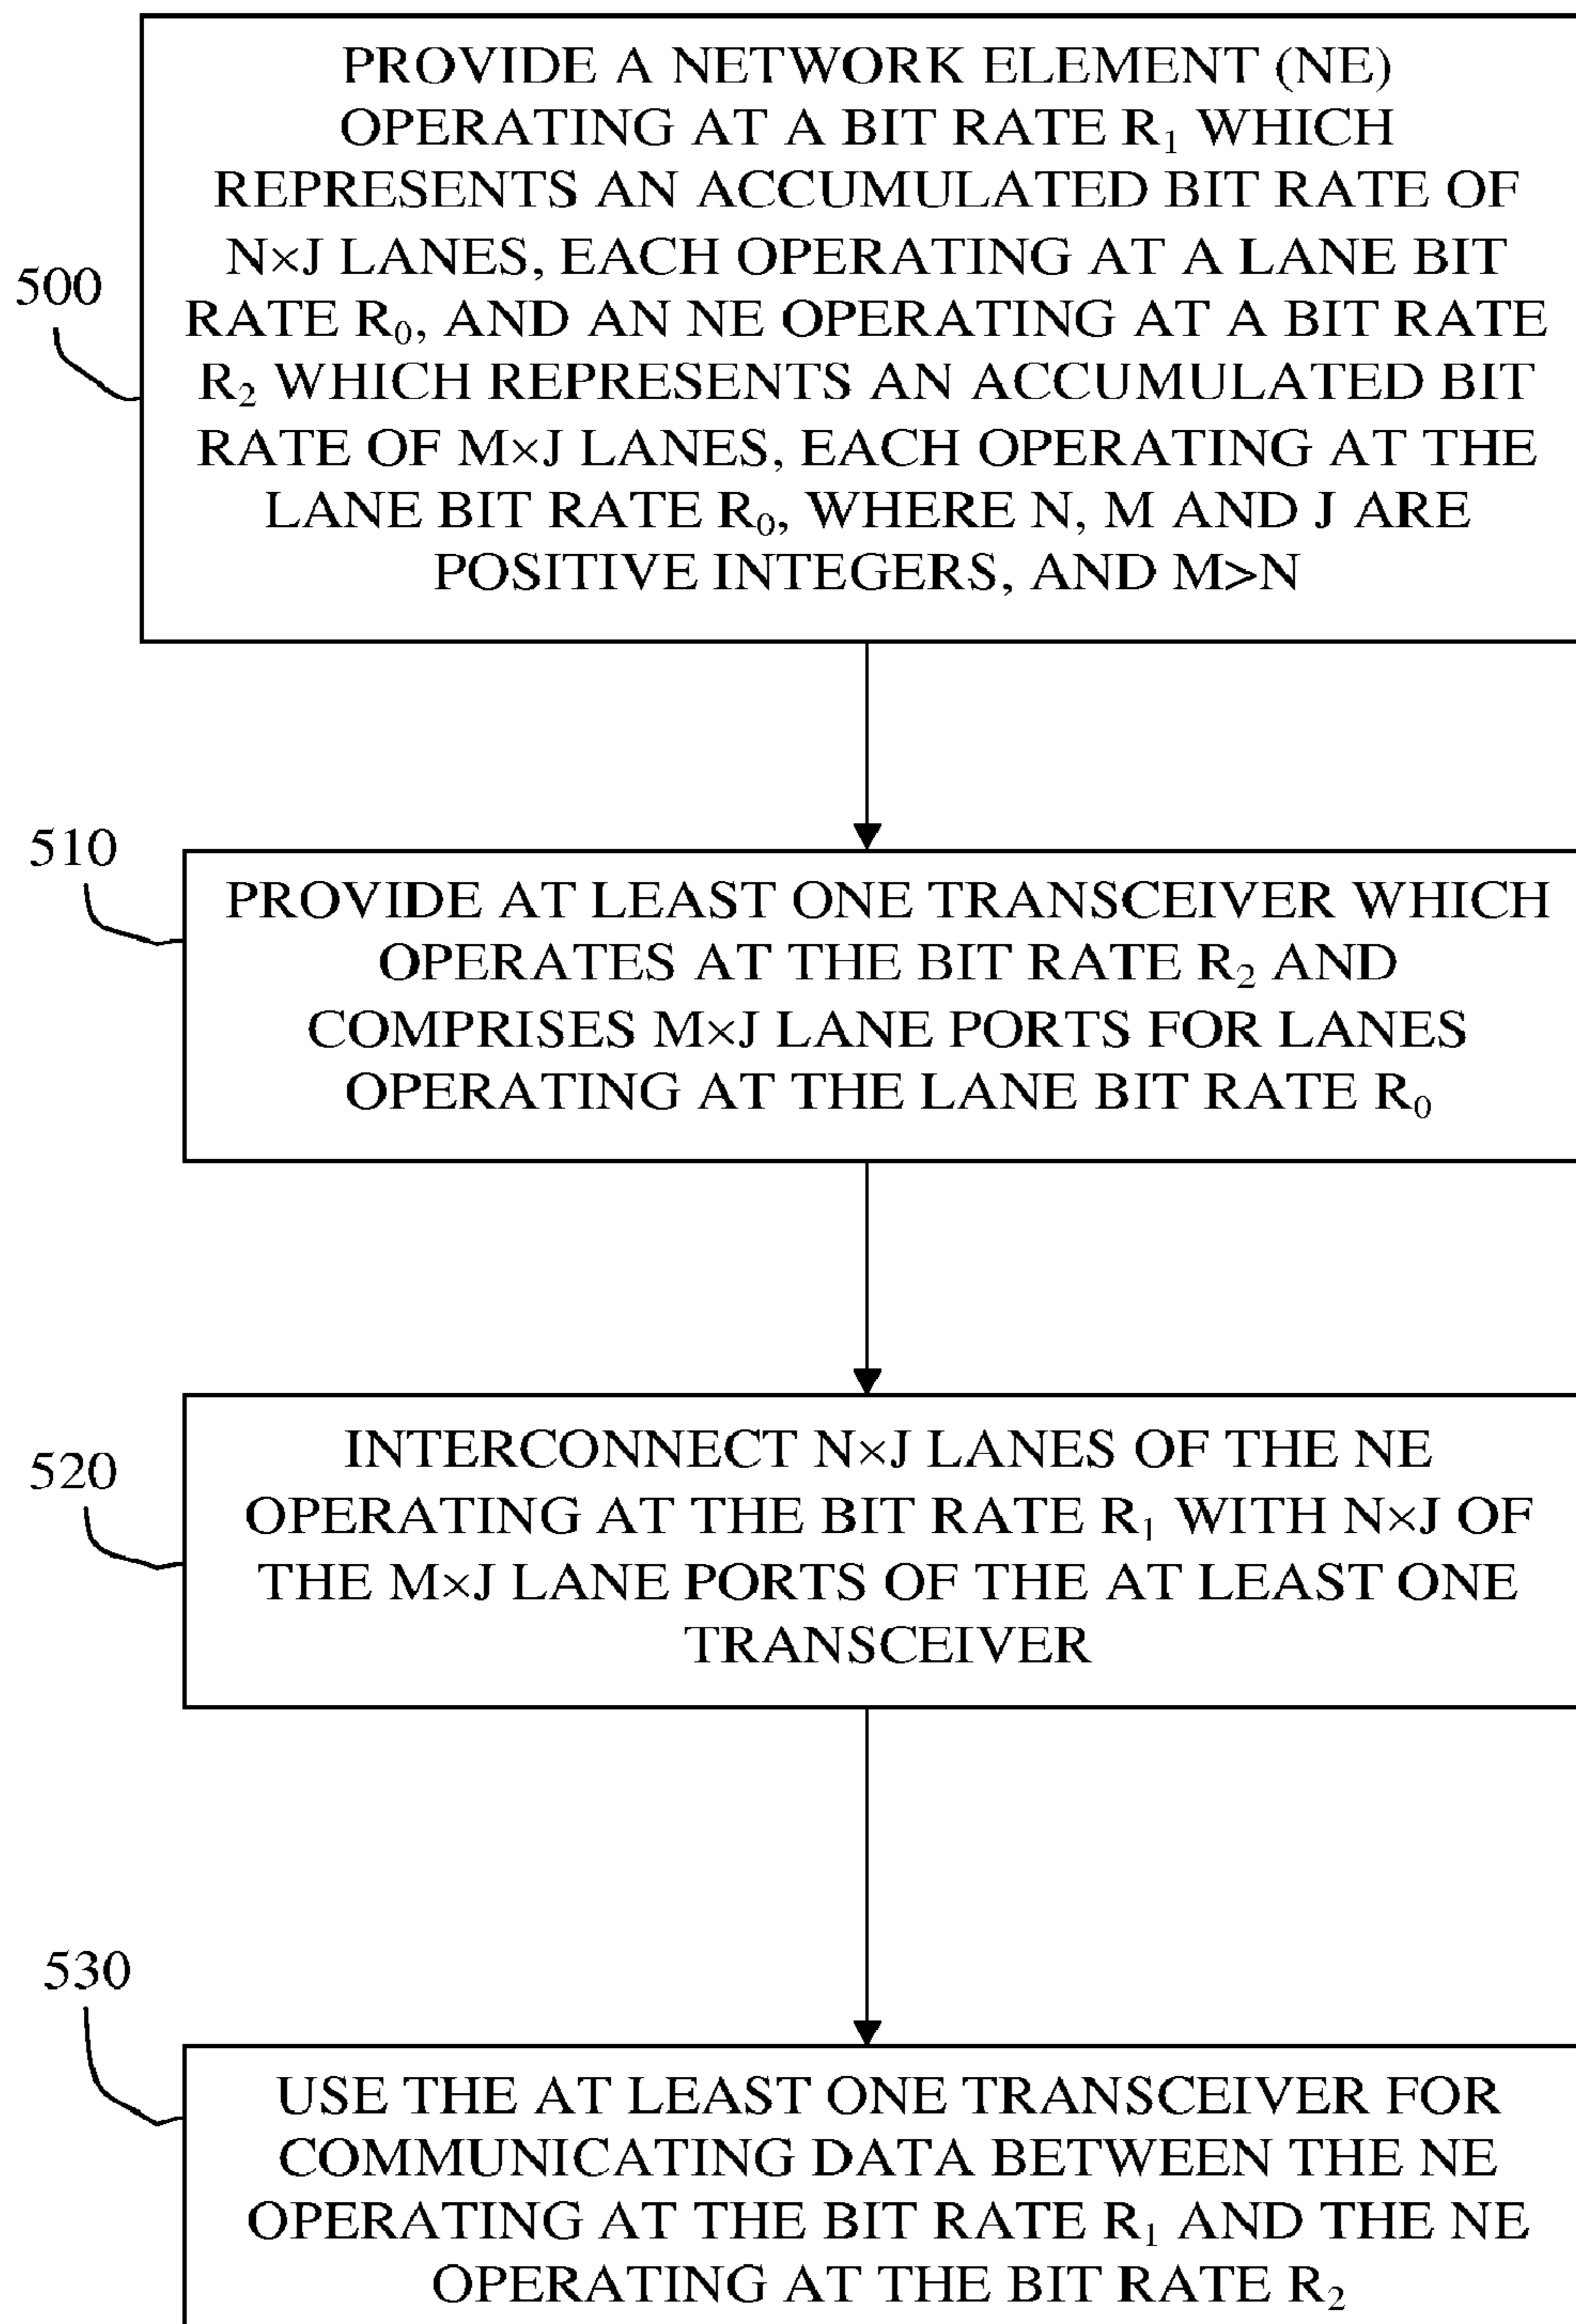 PROVIDE A NETWORK ELEMENT (NE)
OPERATING AT A BIT RATE R₁ WHICH
REPRESENTS AN ACCUMULATED BIT RATE OF
N×J LANES, EACH OPERATING AT A LANE BIT
RATE R₀, AND AN NE OPERATING AT A BIT RATE
R₂ WHICH REPRESENTS AN ACCUMULATED BIT
RATE OF M×J LANES, EACH OPERATING AT THE
LANE BIT RATE R₀, WHERE N, M AND J ARE
POSITIVE INTEGERS, AND M>N
500
510
PROVIDE AT LEAST ONE TRANSCEIVER WHICH
OPERATES AT THE BIT RATE R₂ AND
COMPRISES M×J LANE PORTS FOR LANES
OPERATING AT THE LANE BIT RATE R₀
520
INTERCONNECT N×J LANES OF THE NE
OPERATING AT THE BIT RATE R₁ WITH N×J OF
THE M×J LANE PORTS OF THE AT LEAST ONE
TRANSCEIVER
530
USE THE AT LEAST ONE TRANSCEIVER FOR
COMMUNICATING DATA BETWEEN THE NE
OPERATING AT THE BIT RATE R₁ AND THE NE
OPERATING AT THE BIT RATE R₂